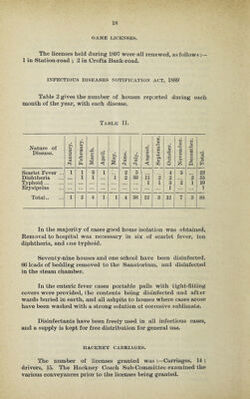 18
GAME LICENSES.
The licenses held during 1897 were all renewed, as follows:—
1 in Station-road ; 2 in Crofts Bank-road.
INFECTIOUS DISEASES NOTIFICATION ACT, 1889
Table 2 gives the number of houses reported during each
month of the year, with each disease.
TABLE II.
Nature of Disease.
January.
February.
March.
April.
May.
June.
July.
August.
September.
October.
November.
December.
Total.
Scarlet Fever
Diphtheria
Typhoid
Erysipelas
Total
In the majority of cases good home isolation was obtained,
Removal to hospital was necessary in six of scarlet fever, ten
diphtheria, and one typhoid.
Seventy-nine houses and one school have been disinfected.
66 loads of bedding removed to the Sanatorium, and disinfected
in the steam chamber.
In the enteric fever cases portable pails with tight-fitting
covers were provided, the contents being disinfected and after
wards buried in earth, and all ashpits to houses where cases arose
have been washed with a strong solution of corrosive sublimate.
Disinfectants have been freely used in all infectious cases,
and a supply is kept for free distribution for general use.
HACKNEY CARRIAGES.
The number of licenses granted was :—Carriages, 14 ;
drivers, 15. The Hackney Coach Sub-Committee examined the
various conveyances prior to the licenses being granted.